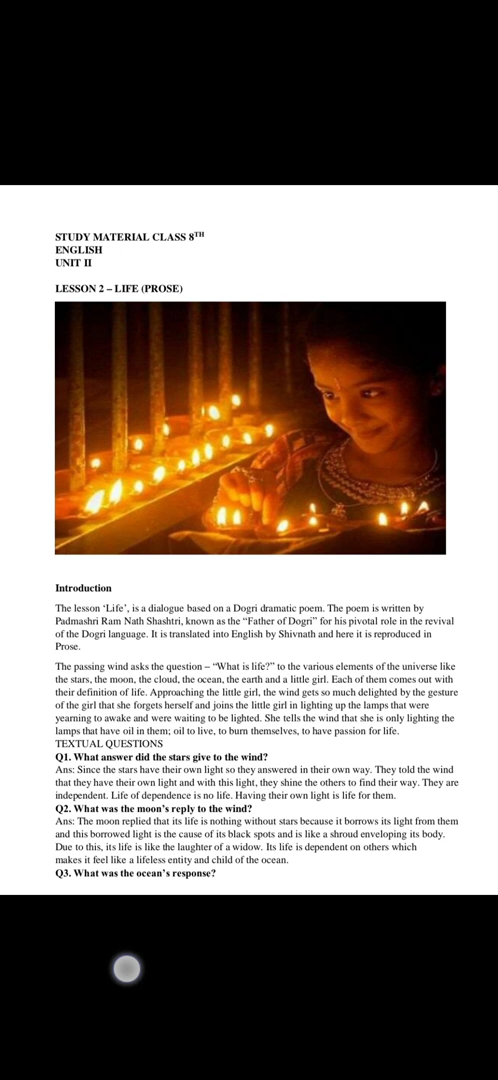 STUDY MATERIAL CLASS 8TH
ENGLISH
UNIT II
LESSON 2 – LIFE (PROSE)
Introduction
The lesson ‘Life’, is a dialogue based on a Dogri dramatic poem. The poem is written by
Padmashri Ram Nath Shashtri, known as the “Father of Dogri” for his pivotal role in the revival
of the Dogri language. It is translated into English by Shivnath and here it is reproduced in
Prose.
The passing wind asks the question – “What is life?” to the various elements of the universe like
the stars, the moon, the cloud, the ocean, the earth and a little girl. Each of them comes out with
their definition of life. Approaching the little girl, the wind gets so much delighted by the gesture
of the girl that she forgets herself and joins the little girl in lighting up the lamps that were
yearning to awake and were waiting to be lighted. She tells the wind that she is only lighting the
lamps that have oil in them; oil to live, to burn themselves, to have passion for life.
TEXTUAL QUESTIONS
Q1. What answer did the stars give to the wind?
Ans: Since the stars have their own light so they answered in their own way. They told the wind
that they have their own light and with this light, they shine the others to find their way. They are
independent. Life of dependence is no life. Having their own light is life for them.
Q2. What was the moon’s reply to the wind?
Ans: The moon replied that its life is nothing without stars because it borrows its light from them
and this borrowed light is the cause of its black spots and is like a shroud enveloping its body.
Due to this, its life is like the laughter of a widow. Its life is dependent on others which
makes it feel like a lifeless entity and child of the ocean.
Q3. What was the ocean’s response?